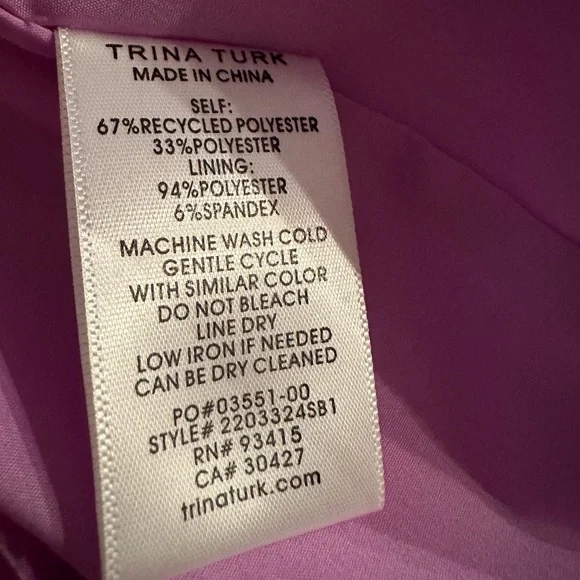 TRINA TURK
MADE IN CHINA
SELF:
67%RECYCLED POLYESTER
33%POLYESTER
LINING:
94%POLYESTER
6%SPANDEX
MACHINE WASH COLD
GENTLE CYCLE
WITH SIMILAR COLOR
DO NOT BLEACH
LINE DRY
LOW IRON IF NEEDED
CAN BE DRY CLEANED
PO#03551-00
STYLE# 2203324SB1
RN# 93415
CA# 30427
trinaturk.com